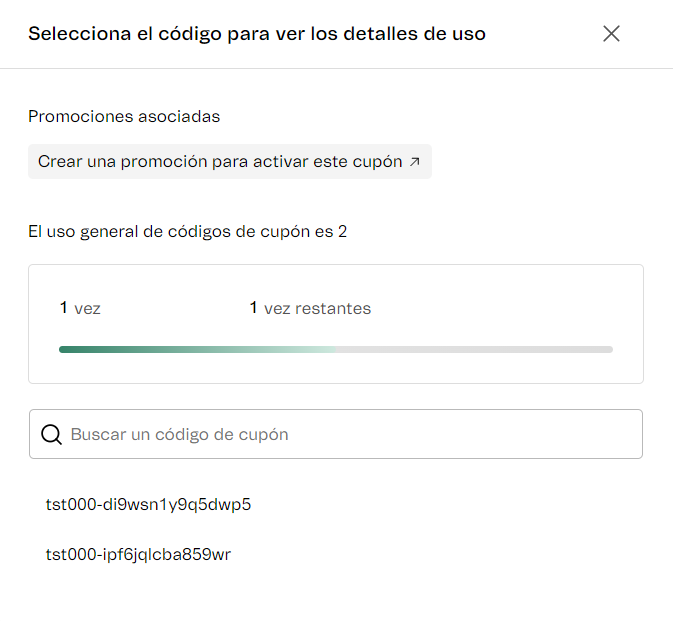 Selecciona el código para ver los detalles de uso
Promociones asociadas
Crear una promoción para activar este cupón ↗
El uso general de códigos de cupón es 2
1 vez 1 vez restantes
Buscar un código de cupón
tst000-di9wsn1y9q5dwp5
tst000-ipf6jqlcba859wr